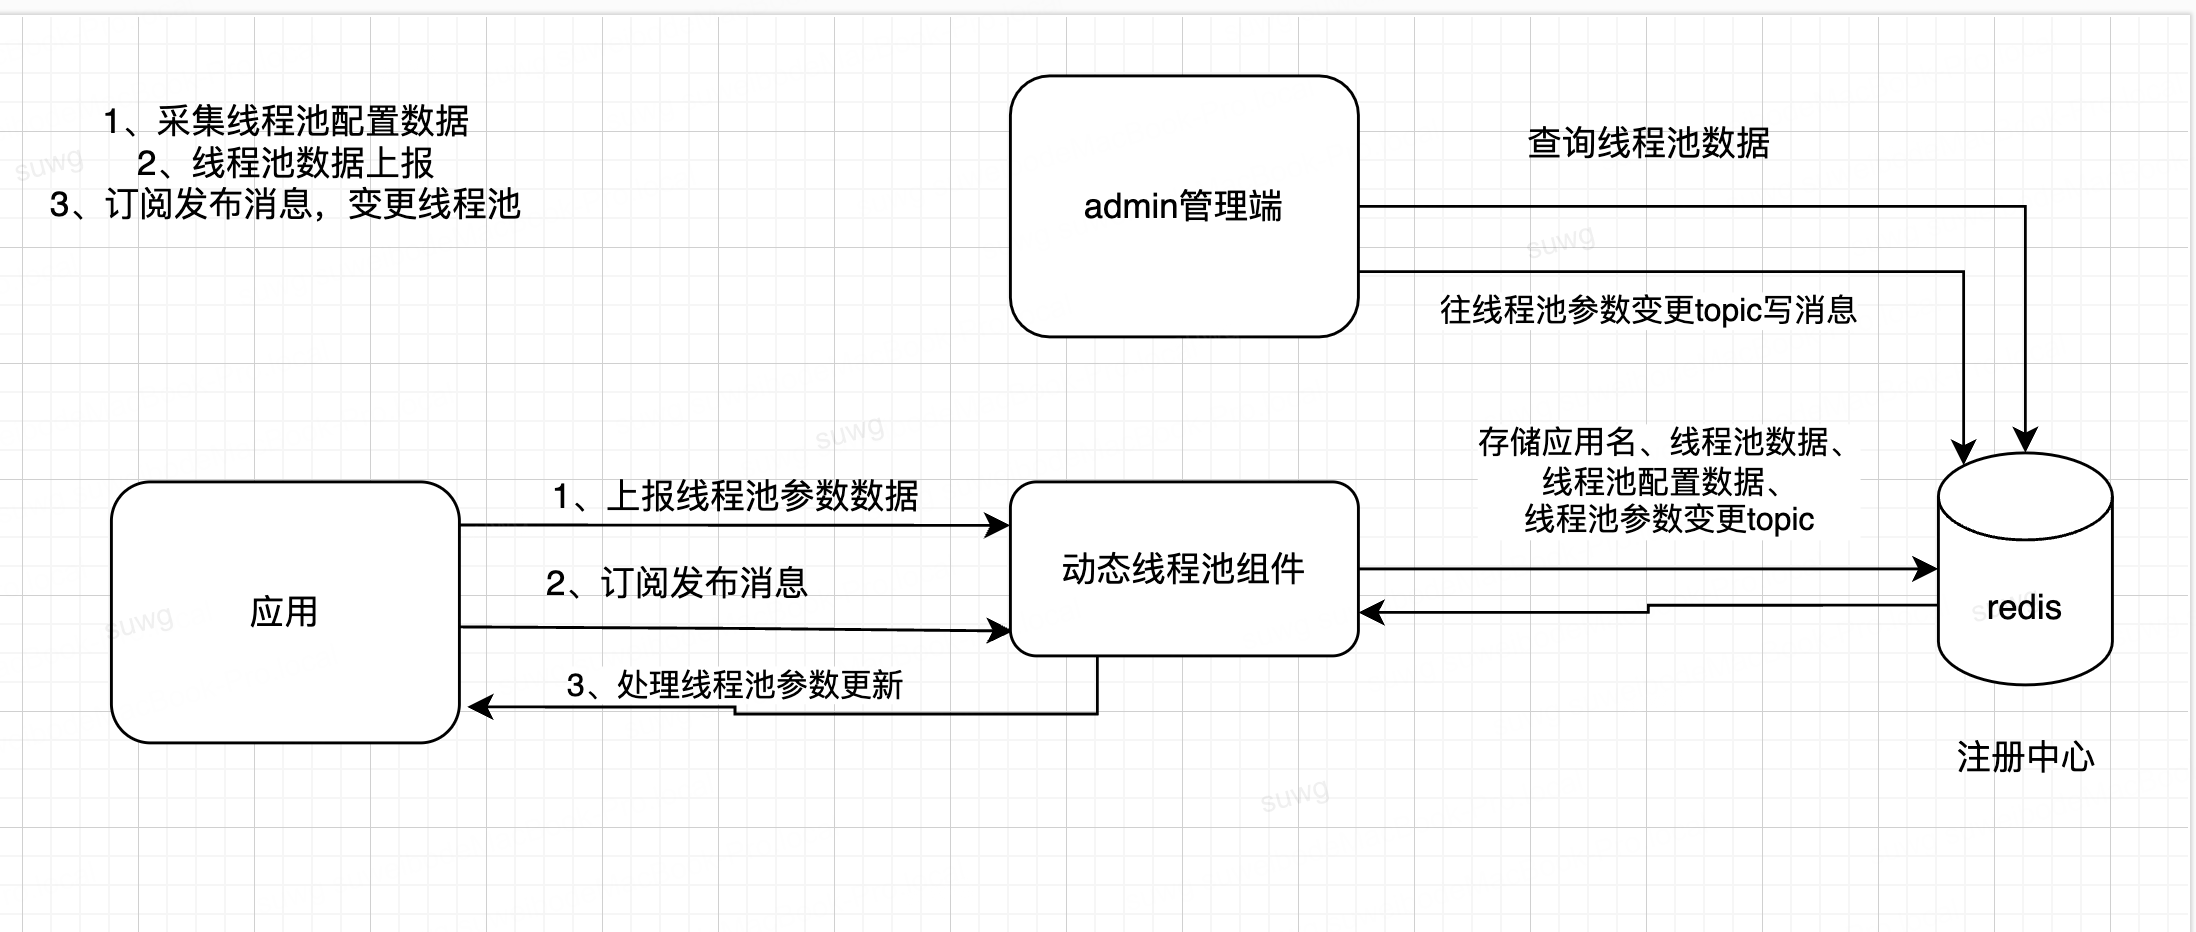 1、采集线程池配置数据
2、线程池数据上报
3、订阅发布消息，变更线程池
suwg
admin管理端
查询线程池数据
suwg
往线程池参数变更topic写消息
suwg
存储应用名、线程池数据、
线程池配置数据、
线程池参数变更topic
1、上报线程池参数数据
动态线程池组件
2、订阅发布消息
应用
suwg
redis
3、处理线程池参数更新
注册中心
suwg